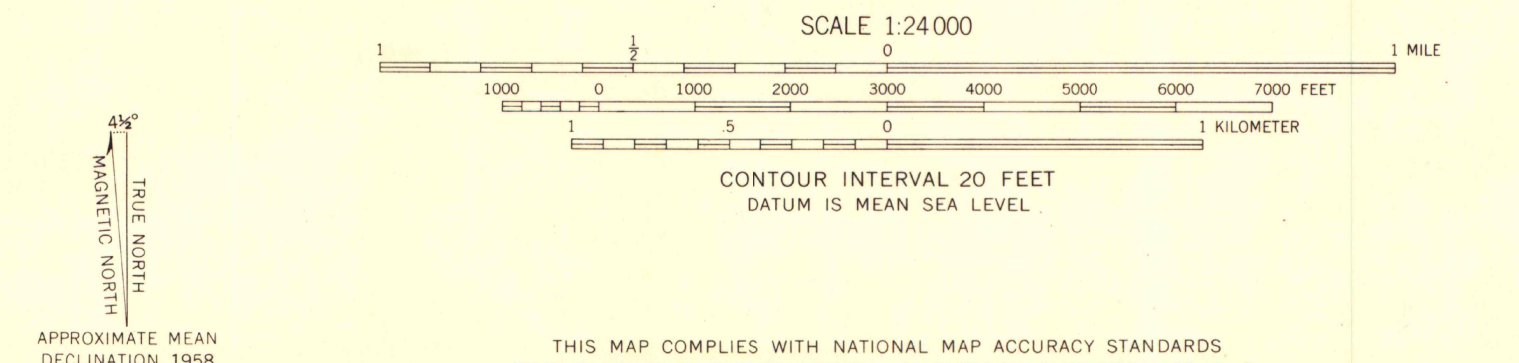 SCALE 1:24 000
1 ½ 0 1 MILE
1000 0 1000 2000 3000 4000 5000 6000 7000 FEET
1 .5 0 1 KILOMETER
CONTOUR INTERVAL 20 FEET
DATUM IS MEAN SEA LEVEL
4½°
MAGNETIC NORTH
TRUE NORTH
APPROXIMATE MEAN
DECLINATION 1958
THIS MAP COMPLIES WITH NATIONAL MAP ACCURACY STANDARDS